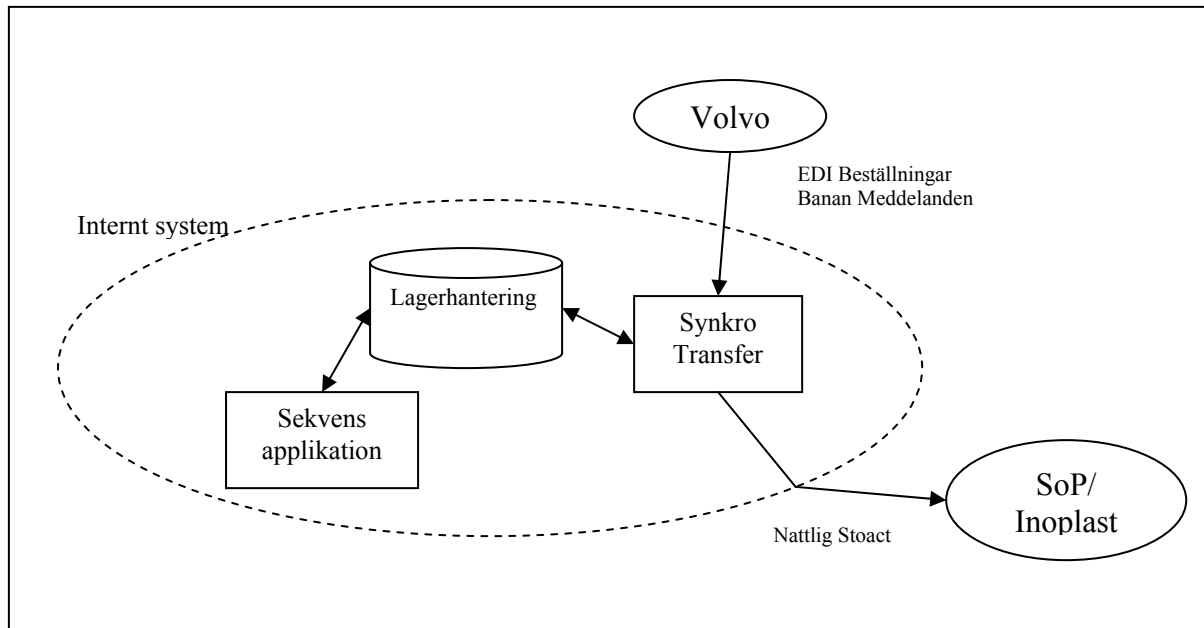 Volvo
EDI Beställningar
Banan Meddelanden
Internt system
Lagerhantering
Synkro
Transfer
Sekvens
applikation
SoP/
Inoplast
Nattlig Stoact